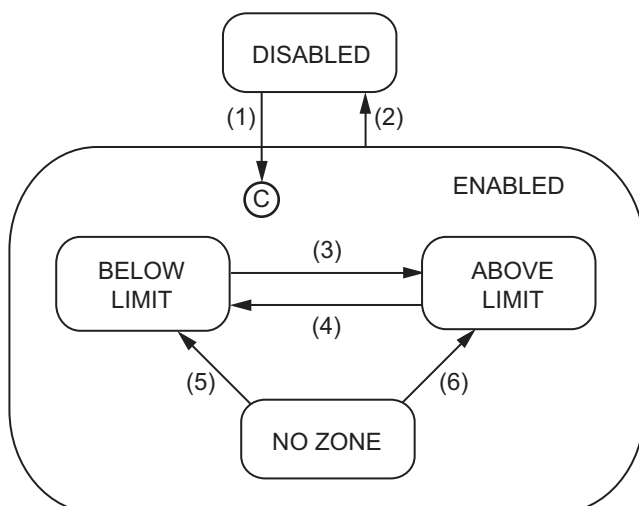 DISABLED
(1)
(2)
C
ENABLED
BELOW
LIMIT
(3)
(4)
ABOVE
LIMIT
(5)
(6)
NO ZONE